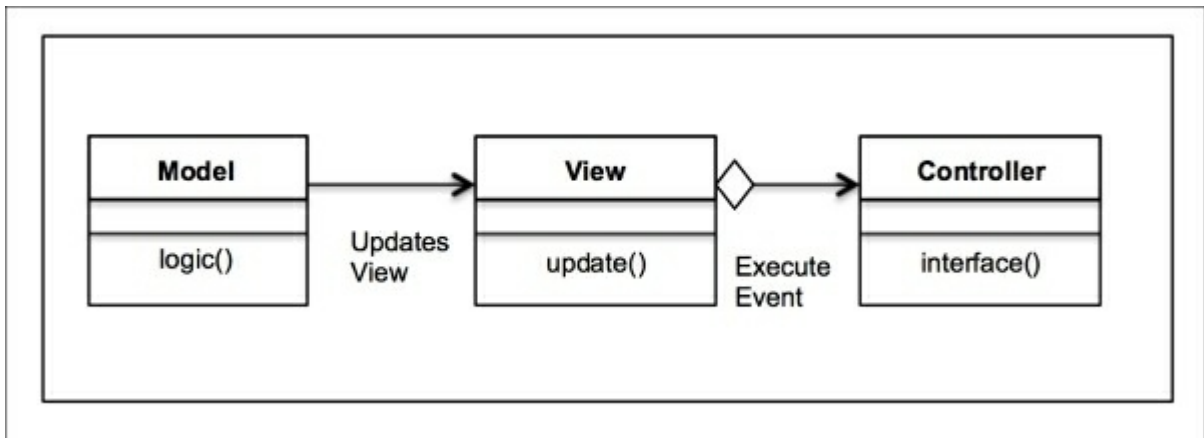 Model
logic()
Updates
View
View
update()
Execute
Event
Controller
interface()